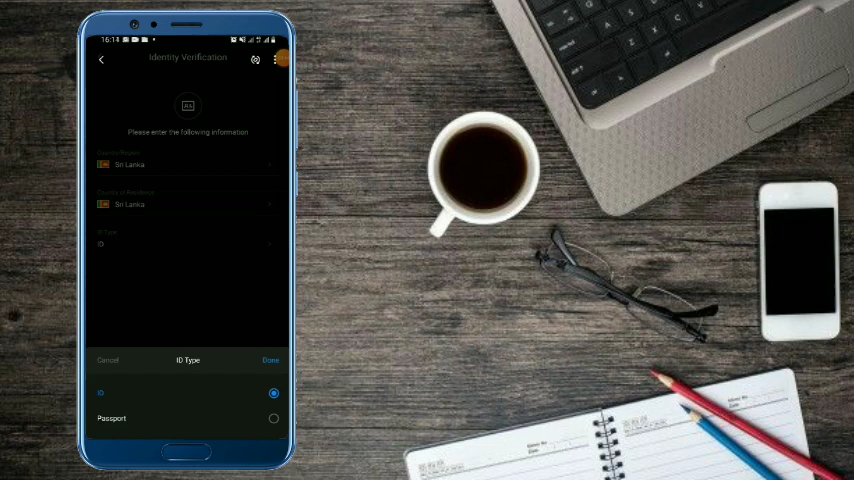 16:14
Identity Verification
Please enter the following information
Country/Region
Sri Lanka
Country of Residence
Sri Lanka
ID Type
ID
Cancel
ID Type
Done
ID
Passport